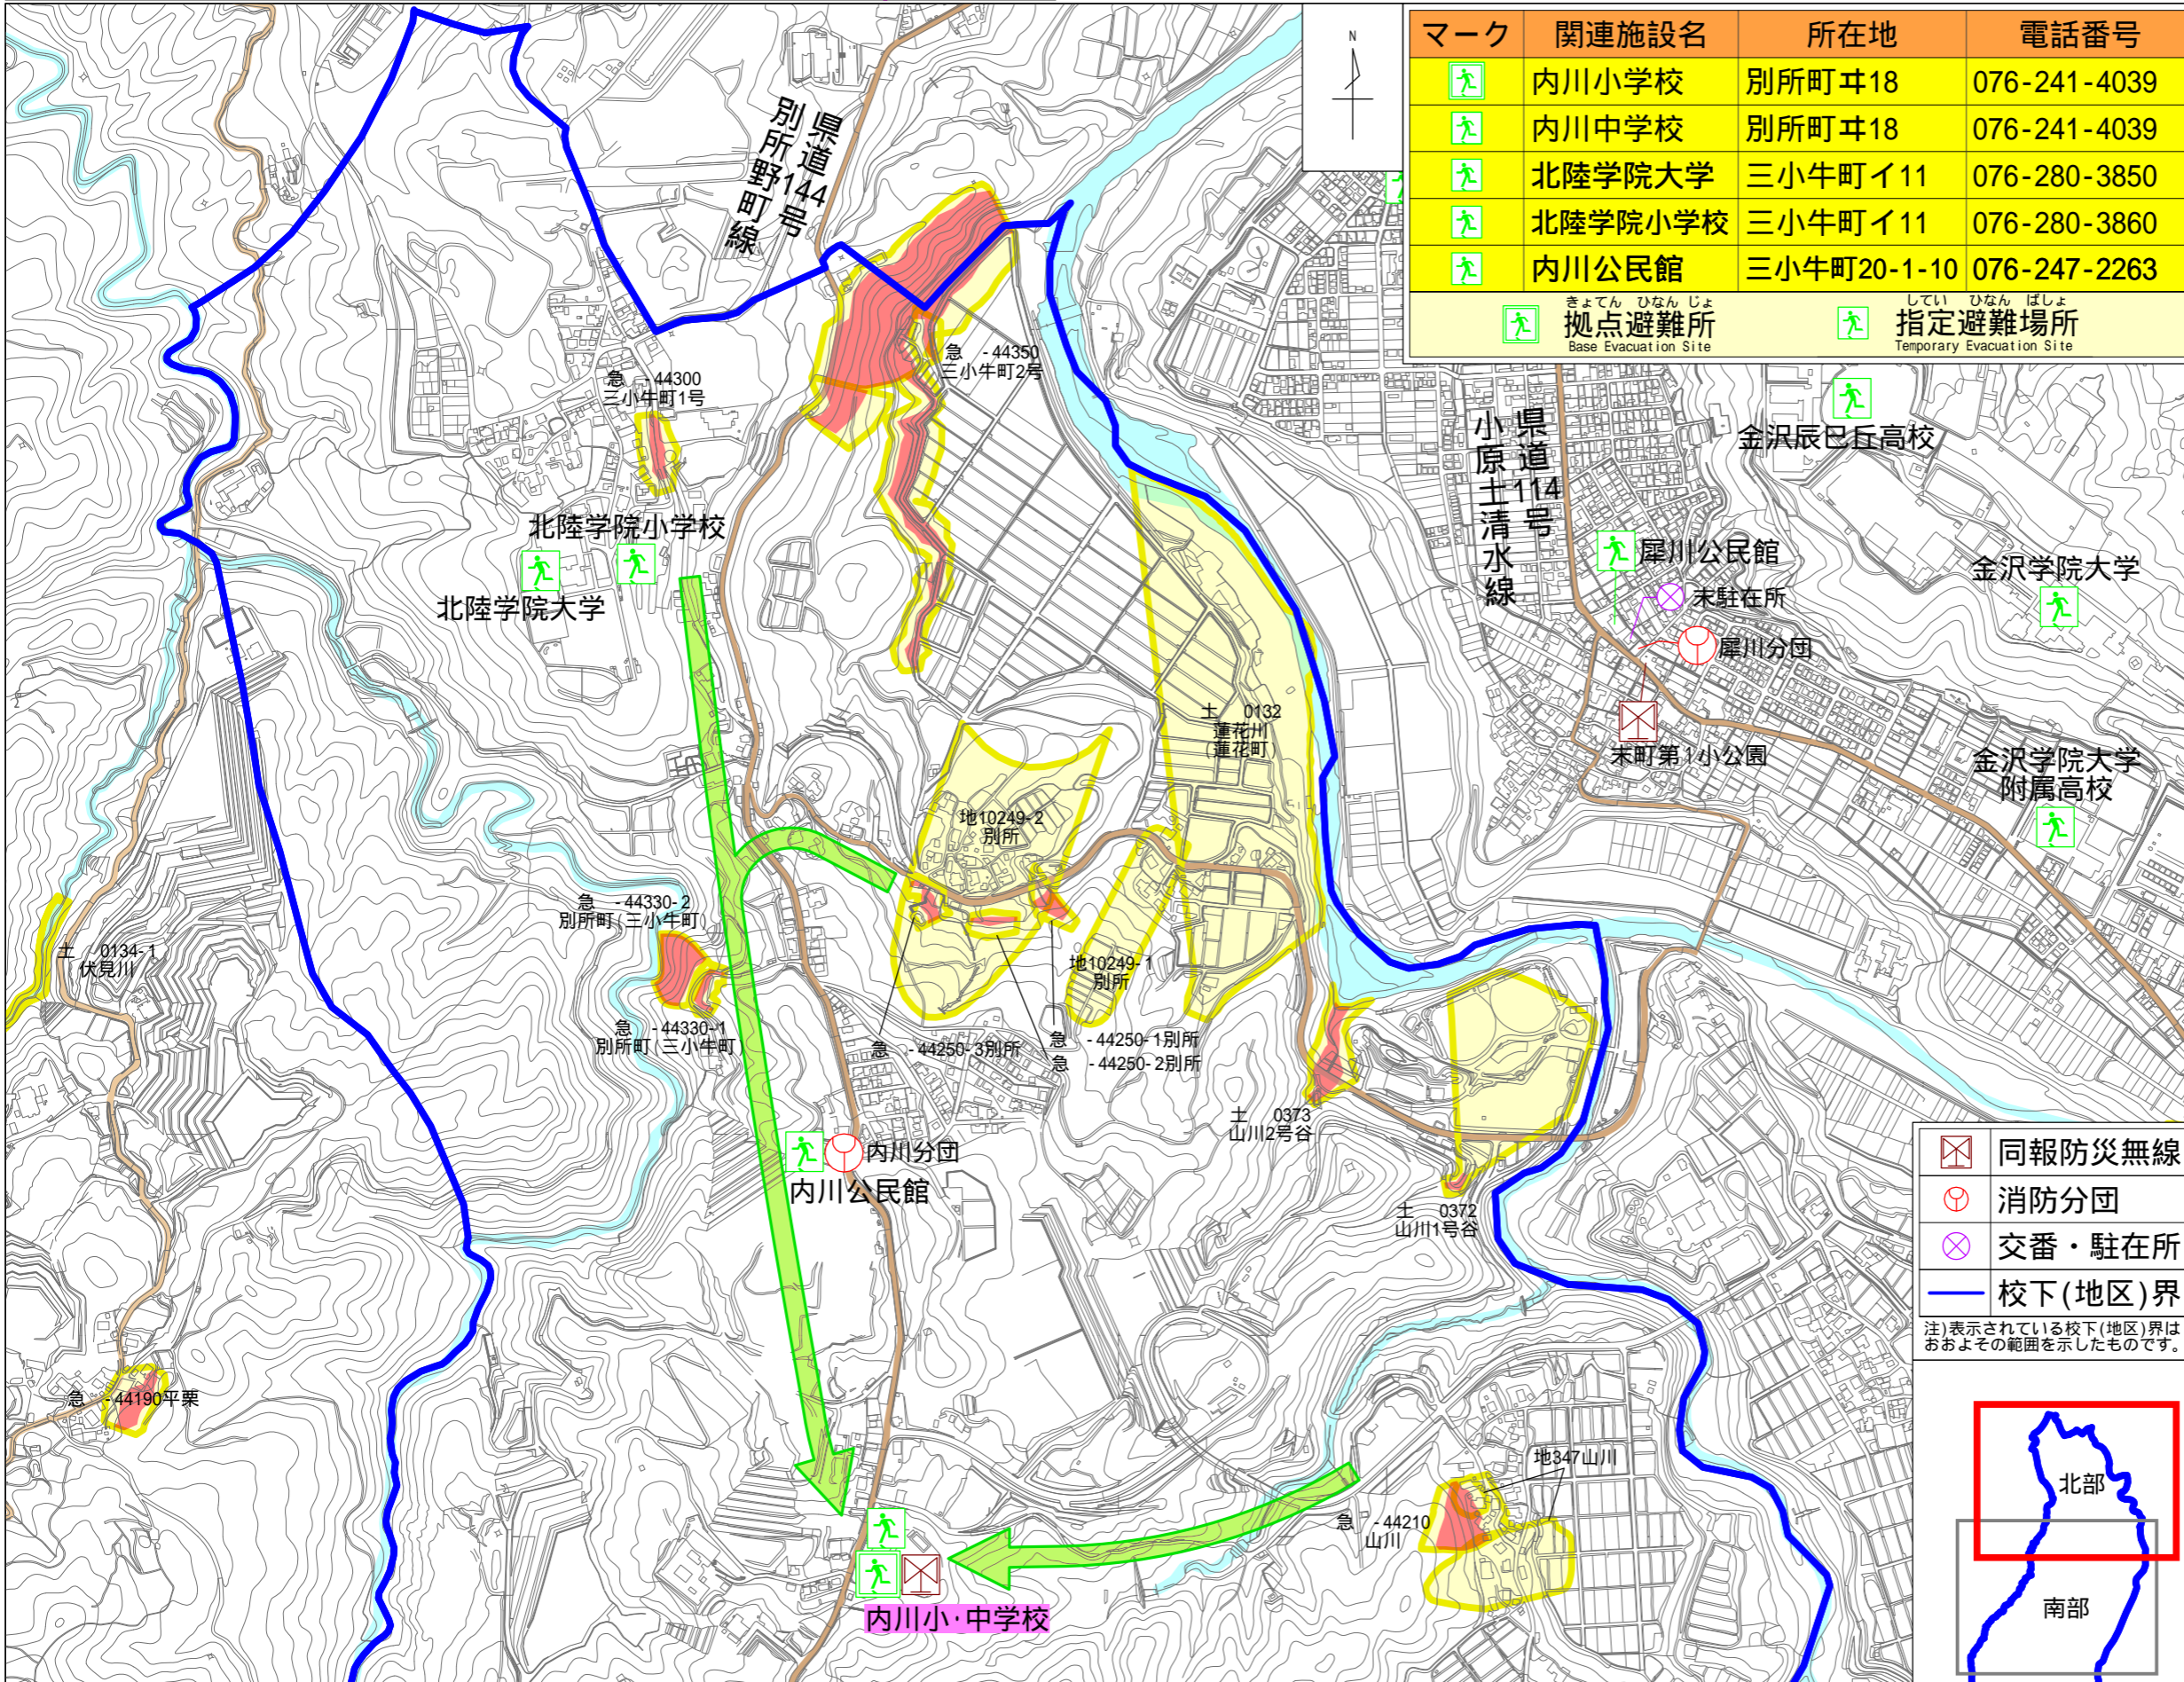 マーク 関連施設名 所在地 電話番号
内川小学校 別所町ヰ18 076-241-4039
内川中学校 別所町ヰ18 076-241-4039
北陸学院大学 三小牛町イ11 076-280-3850
北陸学院小学校 三小牛町イ11 076-280-3860
内川公民館 三小牛町20-1-10 076-247-2263
きょてん ひなん じょ
拠点避難所
Base Evacuation Site
してい ひなん ばしょ
指定避難場所
Temporary Evacuation Site
N
県道144号
別所野町線
急 -44350
三小牛町2号
急 -44300
三小牛町1号
県道114号
小原土清水線
金沢辰巳丘高校
北陸学院小学校
北陸学院大学
犀川公民館
末駐在所
犀川分団
金沢学院大学
末町第1小公園
金沢学院大学
附属高校
土 0132
蓮花川
(蓮花町)
地10249-2
別所
急 -44330-2
別所町(三小牛町)
土 0134-1
伏見川
地10249-1
別所
急 -44330-1
別所町(三小牛町)
急 -44250-3別所
急 -44250-1別所
急 -44250-2別所
土 0373
山川2号谷
内川分団
内川公民館
土 0372
山川1号谷
急 -44190平栗
地347山川
急 -44210
山川
内川小･中学校
同報防災無線
消防分団
交番・駐在所
校下(地区)界
注)表示されている校下(地区)界は
おおよその範囲を示したものです。
北部
南部